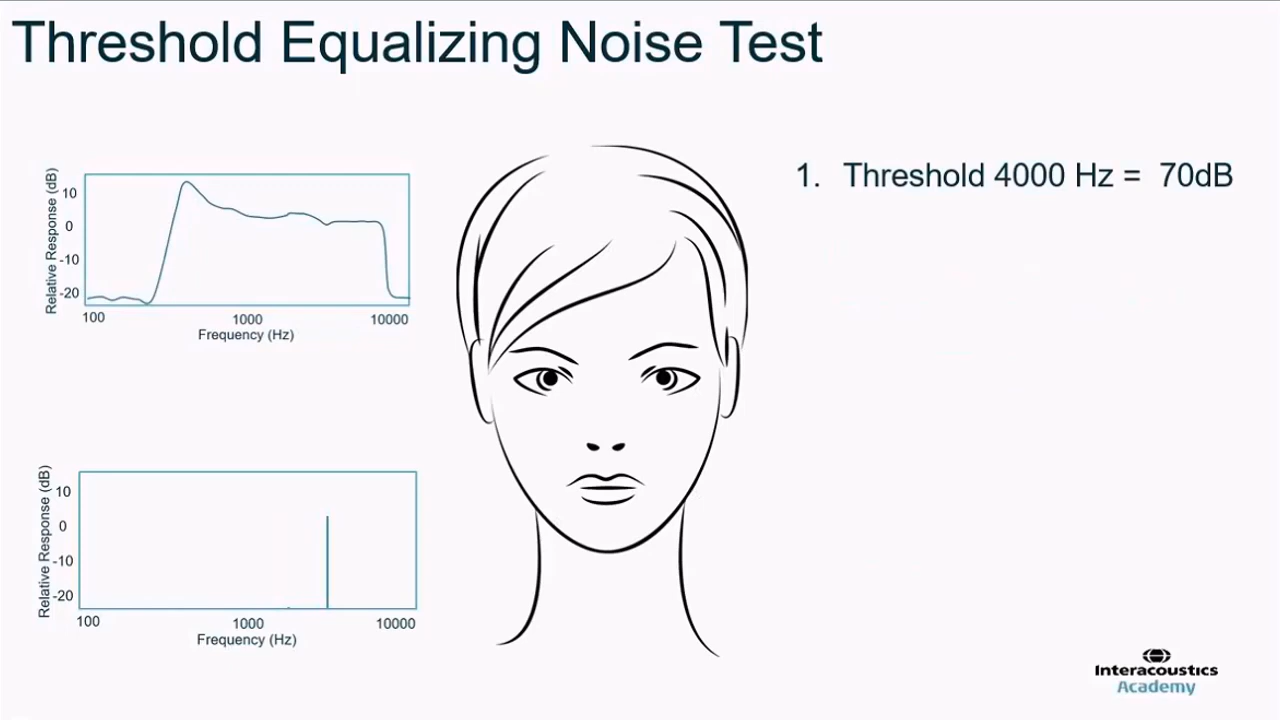 Threshold Equalizing Noise Test
1. Threshold 4000 Hz = 70dB
Relative Response (dB)
10
0
-10
-20
100
1000
10000
Frequency (Hz)
Relative Response (dB)
10
0
-10
-20
100
1000
10000
Frequency (Hz)
Interacoustics
Academy